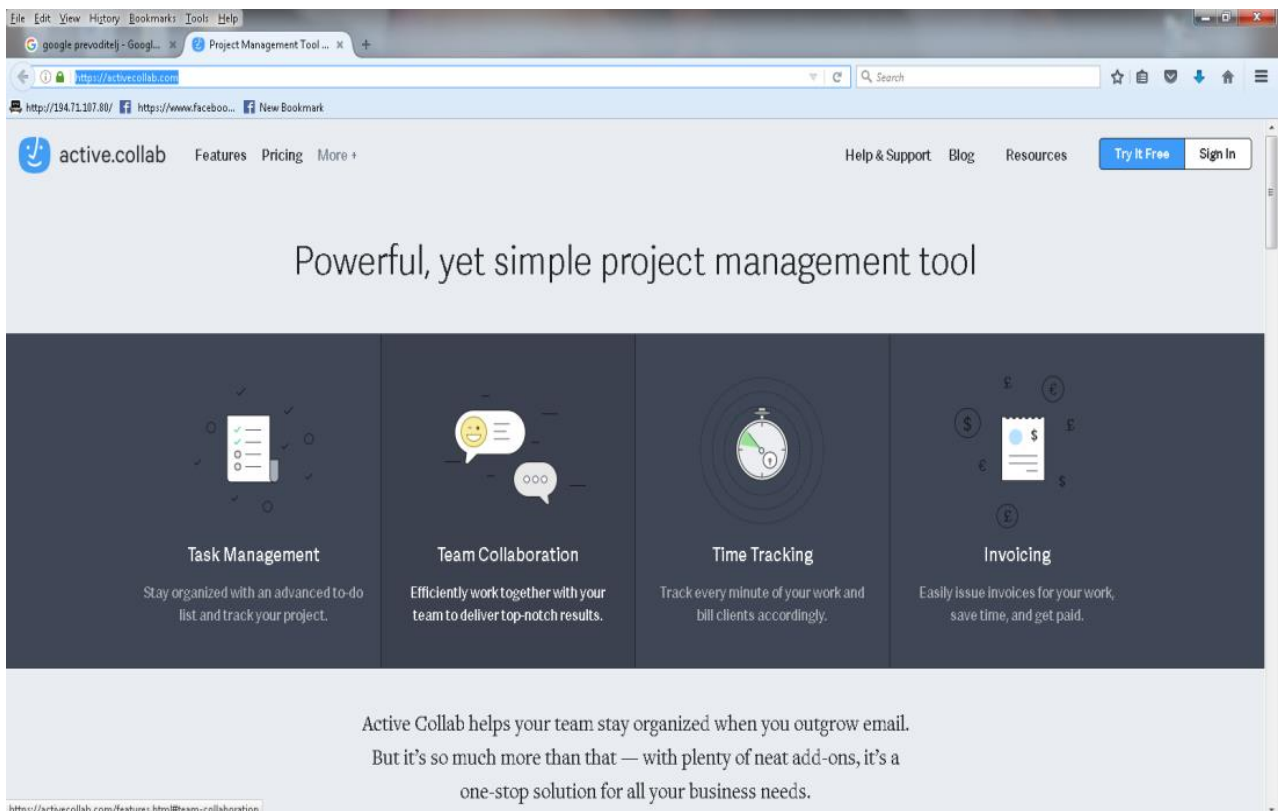 File Edit View History Bookmarks Tools Help
google prevoditelj - Googl... × Project Management Tool ... × +
https://activecollab.com
Search
http://194.71.107.80/ https://www.faceboo... New Bookmark
active.collab Features Pricing More + Help & Support Blog Resources Try It Free Sign In
Powerful, yet simple project management tool
Task Management
Stay organized with an advanced to-do
list and track your project.
Team Collaboration
Efficiently work together with your
team to deliver top-notch results.
Time Tracking
Track every minute of your work and
bill clients accordingly.
$ £ € $ £ € $ £
Invoicing
Easily issue invoices for your work,
save time, and get paid.
Active Collab helps your team stay organized when you outgrow email.
But it's so much more than that — with plenty of neat add-ons, it's a
one-stop solution for all your business needs.
https://activecollab.com/features.html#team-collaboration